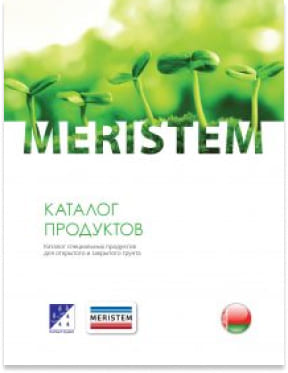 MERISTEM
КАТАЛОГ
ПРОДУКТОВ
Каталог специальных продуктов
для открытого и закрытого грунта
MERISTEM